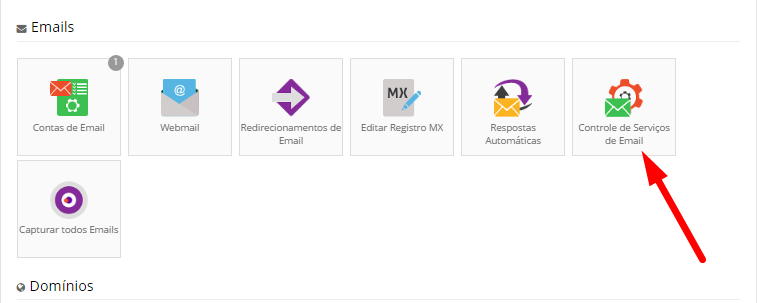 Emails
1
Contas de Email
@
Webmail
Redirecionamentos de
Email
MX
Editar Registro MX
Respostas
Automáticas
Controle de Serviços
de Email
Capturar todos Emails
Domínios